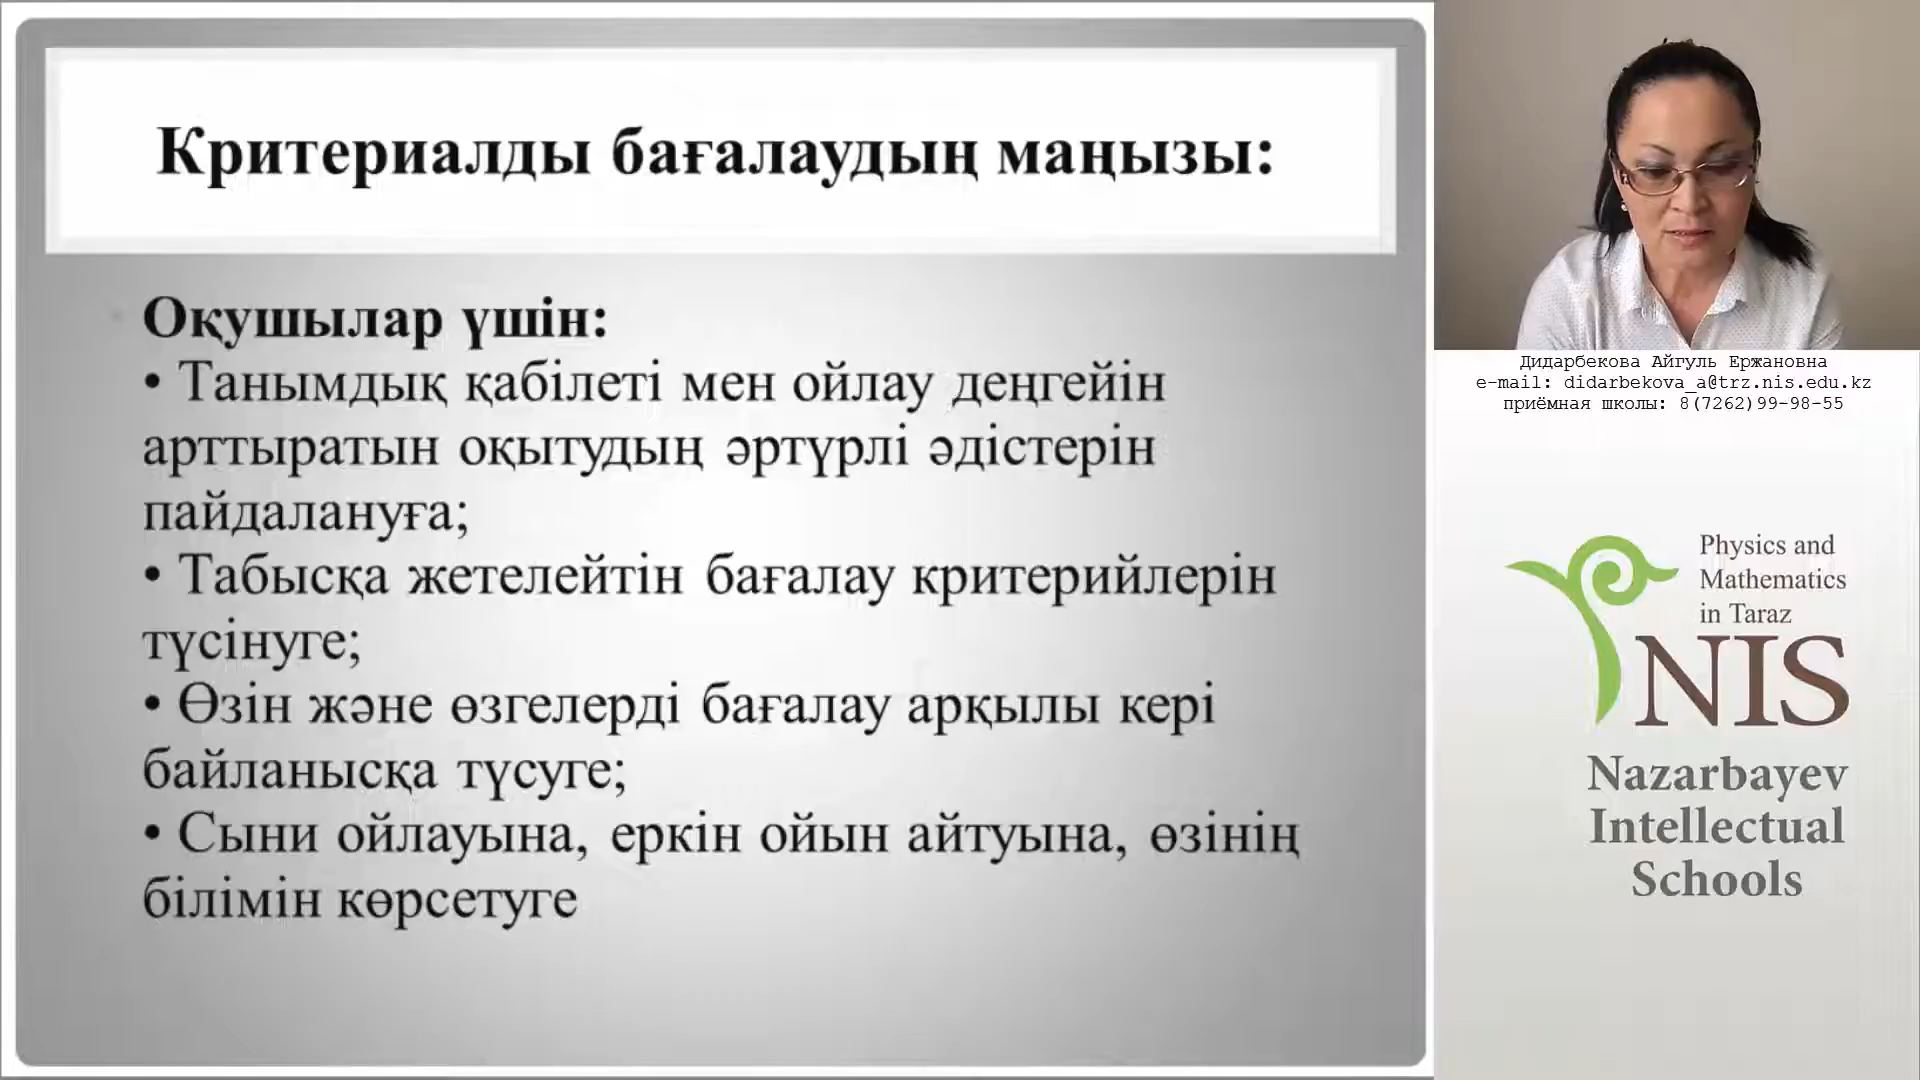 Критериалды бағалаудың маңызы:
Оқушылар үшін:
• Танымдық қабілеті мен ойлау деңгейін
арттыратын оқытудың әртүрлі әдістерін
пайдалануға;
• Табысқа жетелейтін бағалау критерийлерін
түсінуге;
• Өзін және өзгелерді бағалау арқылы кері
байланысқа түсуге;
• Сыни ойлауына, еркін ойын айтуына, өзінің
білімін көрсетуге
Дидарбекова Айгуль Ержановна
e-mail: didarbekova_a@trz.nis.edu.kz
приёмная школы: 8(7262)99-98-55
Physics and
Mathematics
in Taraz
NIS
Nazarbayev
Intellectual
Schools